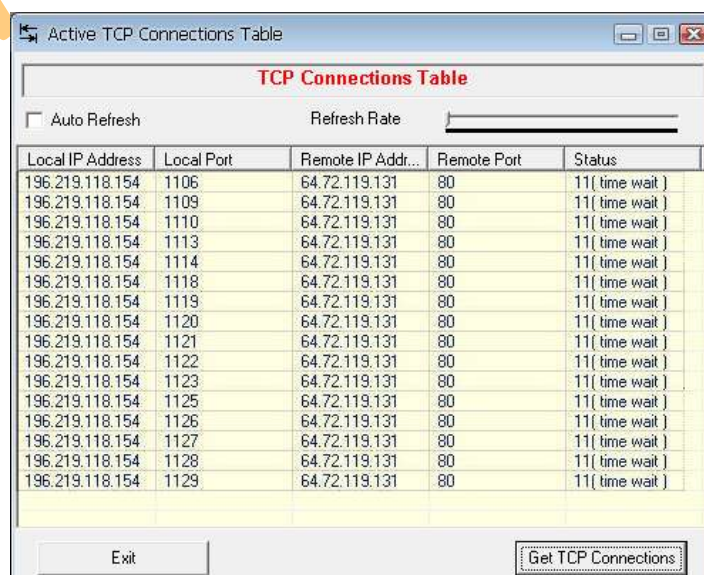 Active TCP Connections Table
TCP Connections Table
Auto Refresh Refresh Rate
Local IP Address Local Port Remote IP Addr... Remote Port Status
196.219.118.154 1106 64.72.119.131 80 11( time wait )
196.219.118.154 1109 64.72.119.131 80 11( time wait )
196.219.118.154 1110 64.72.119.131 80 11( time wait )
196.219.118.154 1113 64.72.119.131 80 11( time wait )
196.219.118.154 1114 64.72.119.131 80 11( time wait )
196.219.118.154 1118 64.72.119.131 80 11( time wait )
196.219.118.154 1119 64.72.119.131 80 11( time wait )
196.219.118.154 1120 64.72.119.131 80 11( time wait )
196.219.118.154 1121 64.72.119.131 80 11( time wait )
196.219.118.154 1122 64.72.119.131 80 11( time wait )
196.219.118.154 1123 64.72.119.131 80 11( time wait )
196.219.118.154 1125 64.72.119.131 80 11( time wait )
196.219.118.154 1126 64.72.119.131 80 11( time wait )
196.219.118.154 1127 64.72.119.131 80 11( time wait )
196.219.118.154 1128 64.72.119.131 80 11( time wait )
196.219.118.154 1129 64.72.119.131 80 11( time wait )
Exit Get TCP Connections